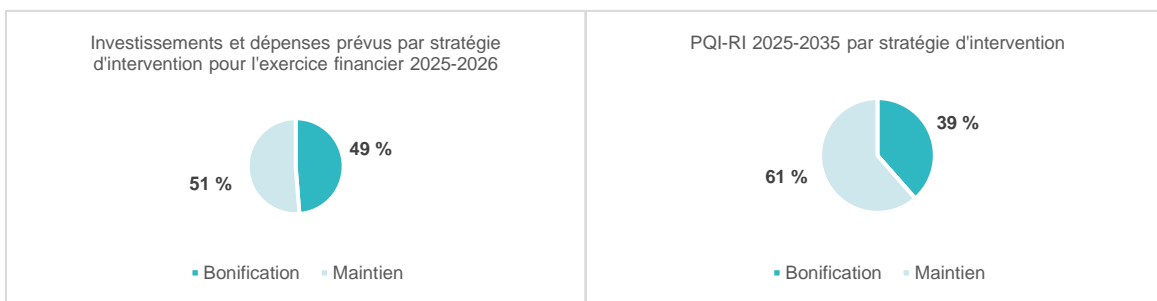 Investissements et dépenses prévus par stratégie
d'intervention pour l'exercice financier 2025-2026
49 %
51 %
Bonification
Maintien
PQI-RI 2025-2035 par stratégie d'intervention
39 %
61 %
Bonification
Maintien